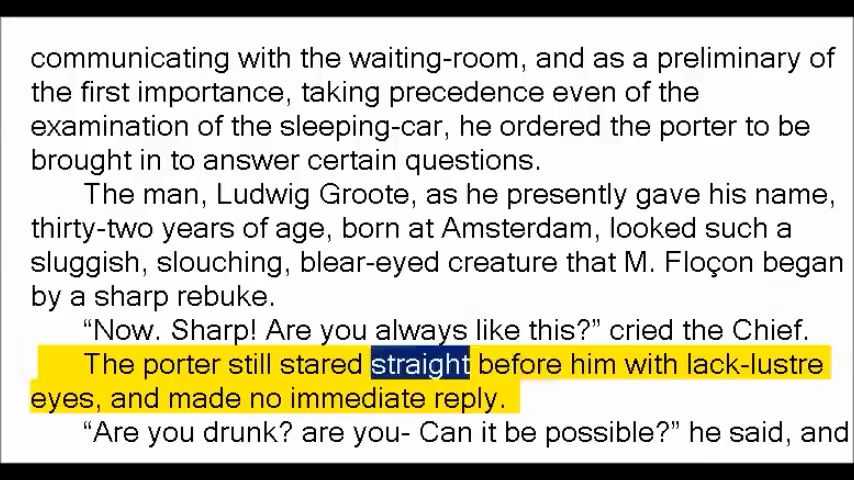 communicating with the waiting-room, and as a preliminary of
the first importance, taking precedence even of the
examination of the sleeping-car, he ordered the porter to be
brought in to answer certain questions.
The man, Ludwig Groote, as he presently gave his name,
thirty-two years of age, born at Amsterdam, looked such a
sluggish, slouching, blear-eyed creature that M. Floçon began
by a sharp rebuke.
“Now. Sharp! Are you always like this?” cried the Chief.
The porter still stared straight before him with lack-lustre
eyes, and made no immediate reply.
“Are you drunk? are you- Can it be possible?” he said, and